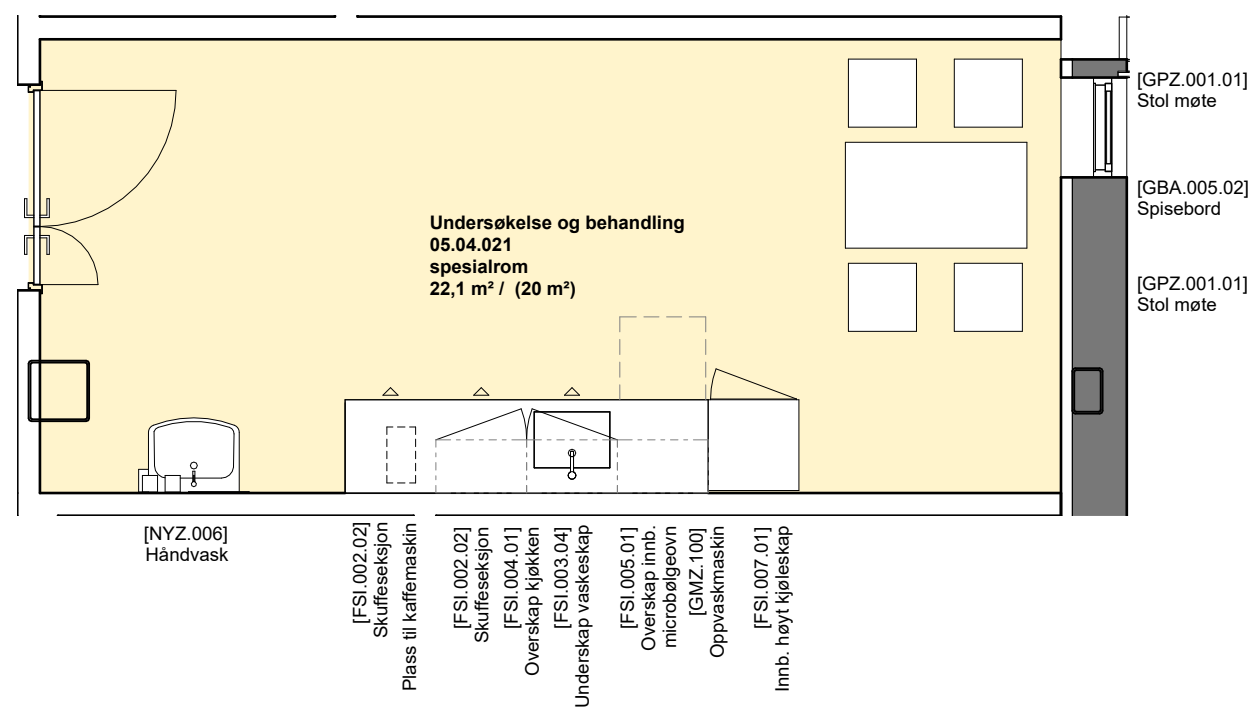 [GPZ.001.01]
Stol møte
[GBA.005.02]
Spisebord
[GPZ.001.01]
Stol møte
Undersøkelse og behandling
05.04.021
spesialrom
22,1 m² / (20 m²)
[NYZ.006]
Håndvask
[FSI.002.02]
Skuffeseksjon
Plass til kaffemaskin
[FSI.002.02]
Skuffeseksjon
[FSI.004.01]
Overskap kjøkken
[FSI.003.04]
Underskap vaskeskap
[FSI.005.01]
Overskap innb.
microbølgeovn
[GMZ.100]
Oppvaskmaskin
[FSI.007.01]
Innb. høyt kjøleskap